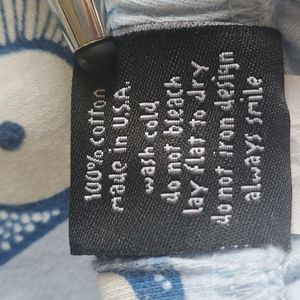 100% cotton
made in U.S.A.
wash cold
do not bleach
lay flat to dry
do not iron design
always smile